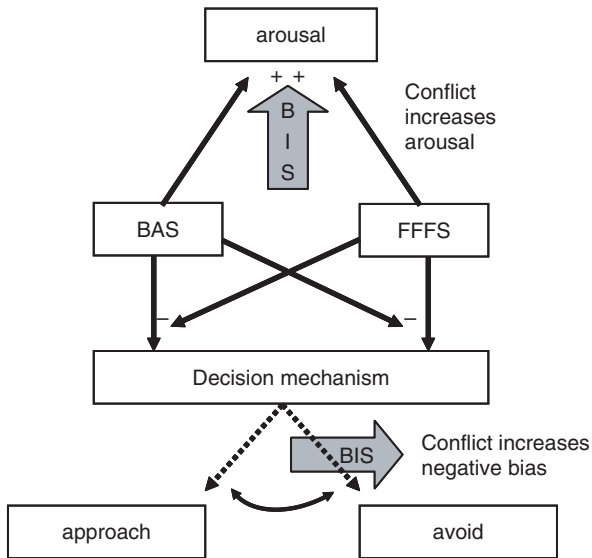 arousal
+ +
Conflict
increases
arousal
B
I
S
BAS
FFFS
–
–
Decision mechanism
BIS
Conflict increases
negative bias
approach
avoid